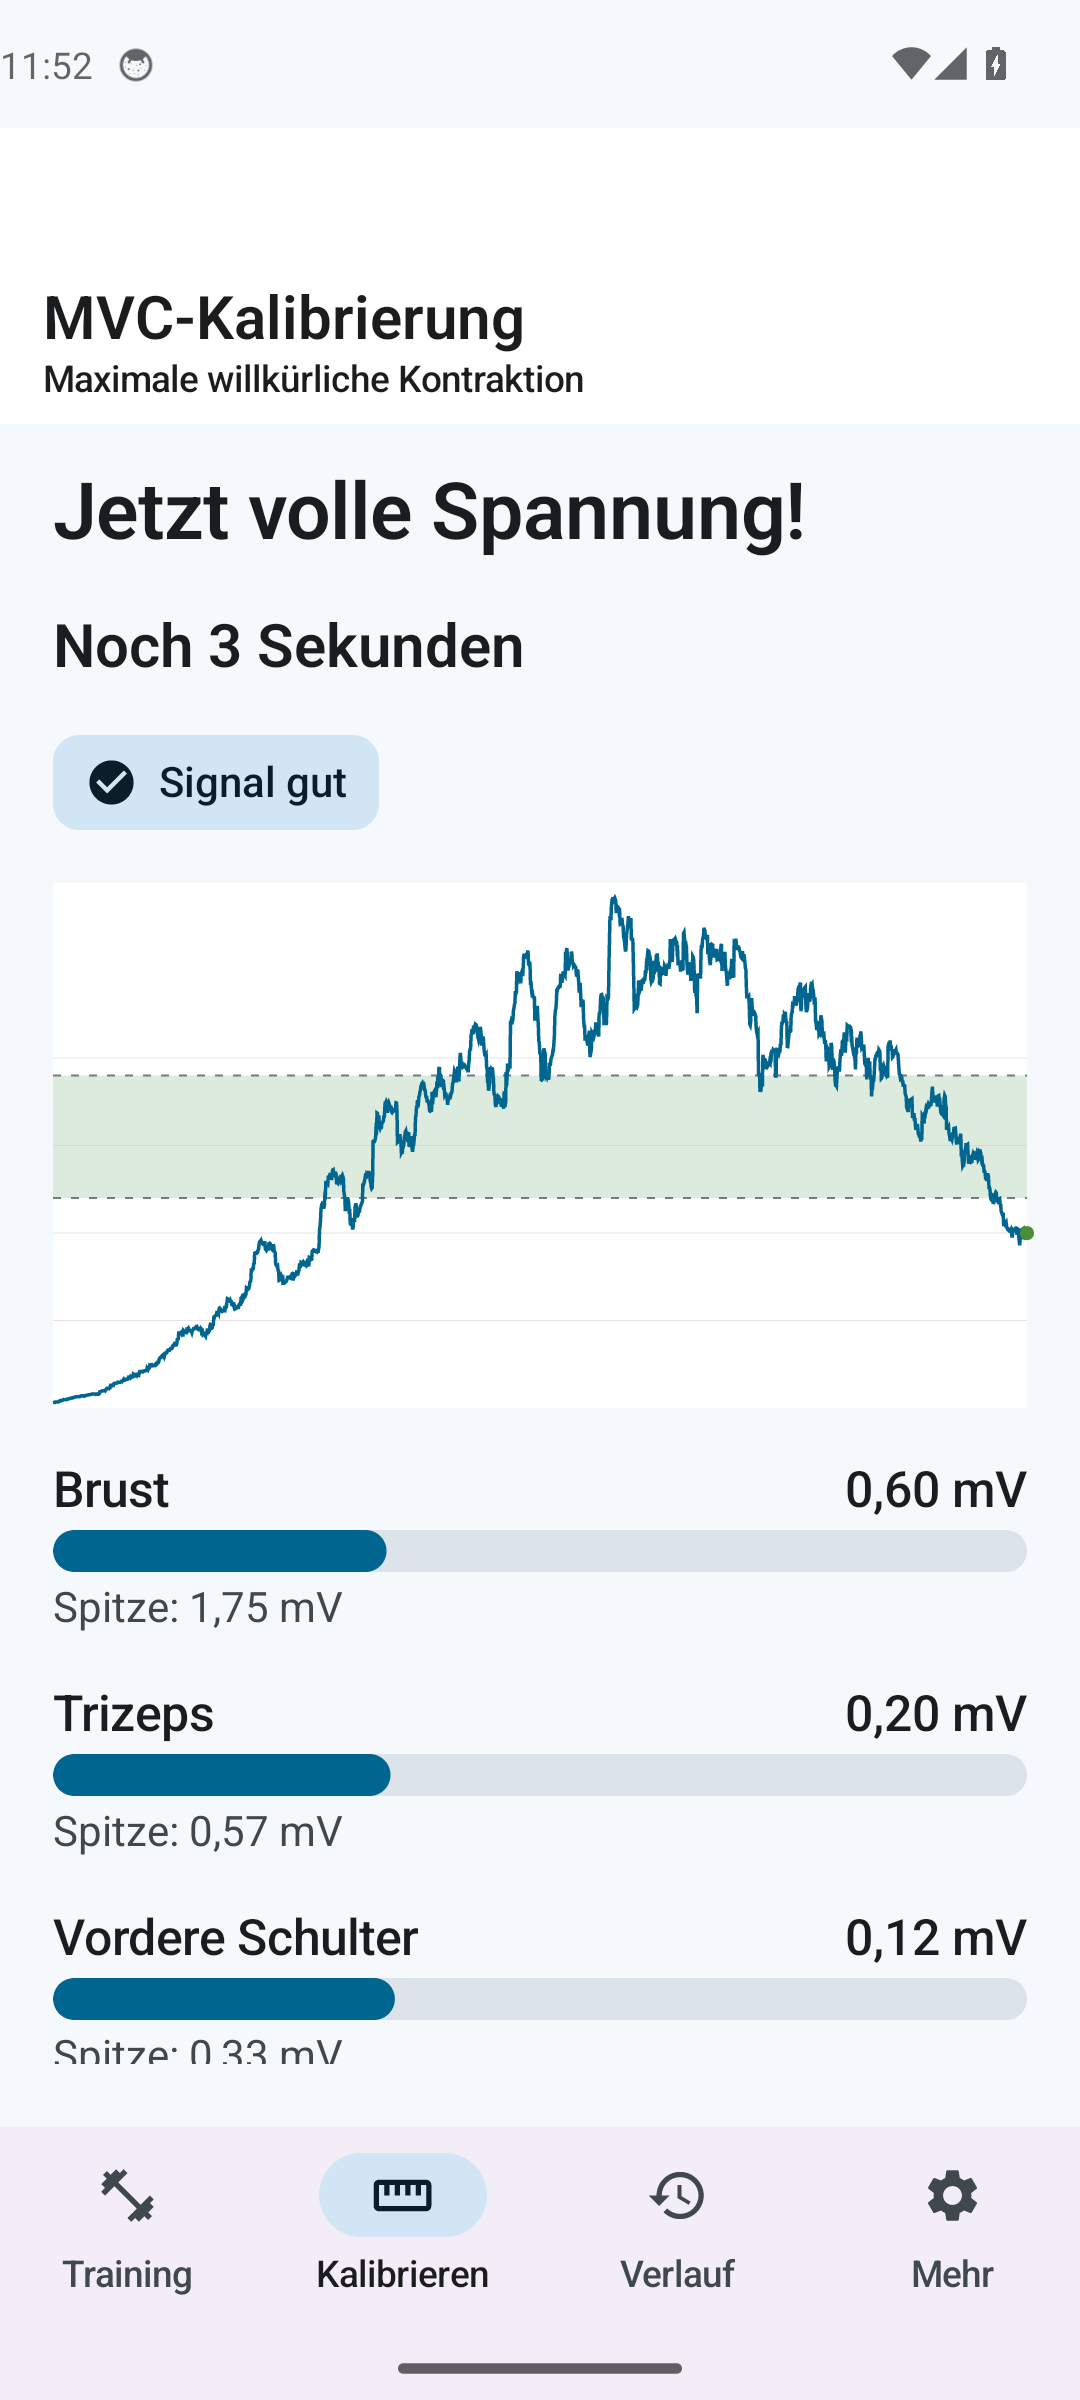 11:52
MVC-Kalibrierung
Maximale willkürliche Kontraktion
Jetzt volle Spannung!
Noch 3 Sekunden
Signal gut
Brust 0,60 mV
Spitze: 1,75 mV
Trizeps 0,20 mV
Spitze: 0,57 mV
Vordere Schulter 0,12 mV
Spitze: 0,33 mV
Training Kalibrieren Verlauf Mehr